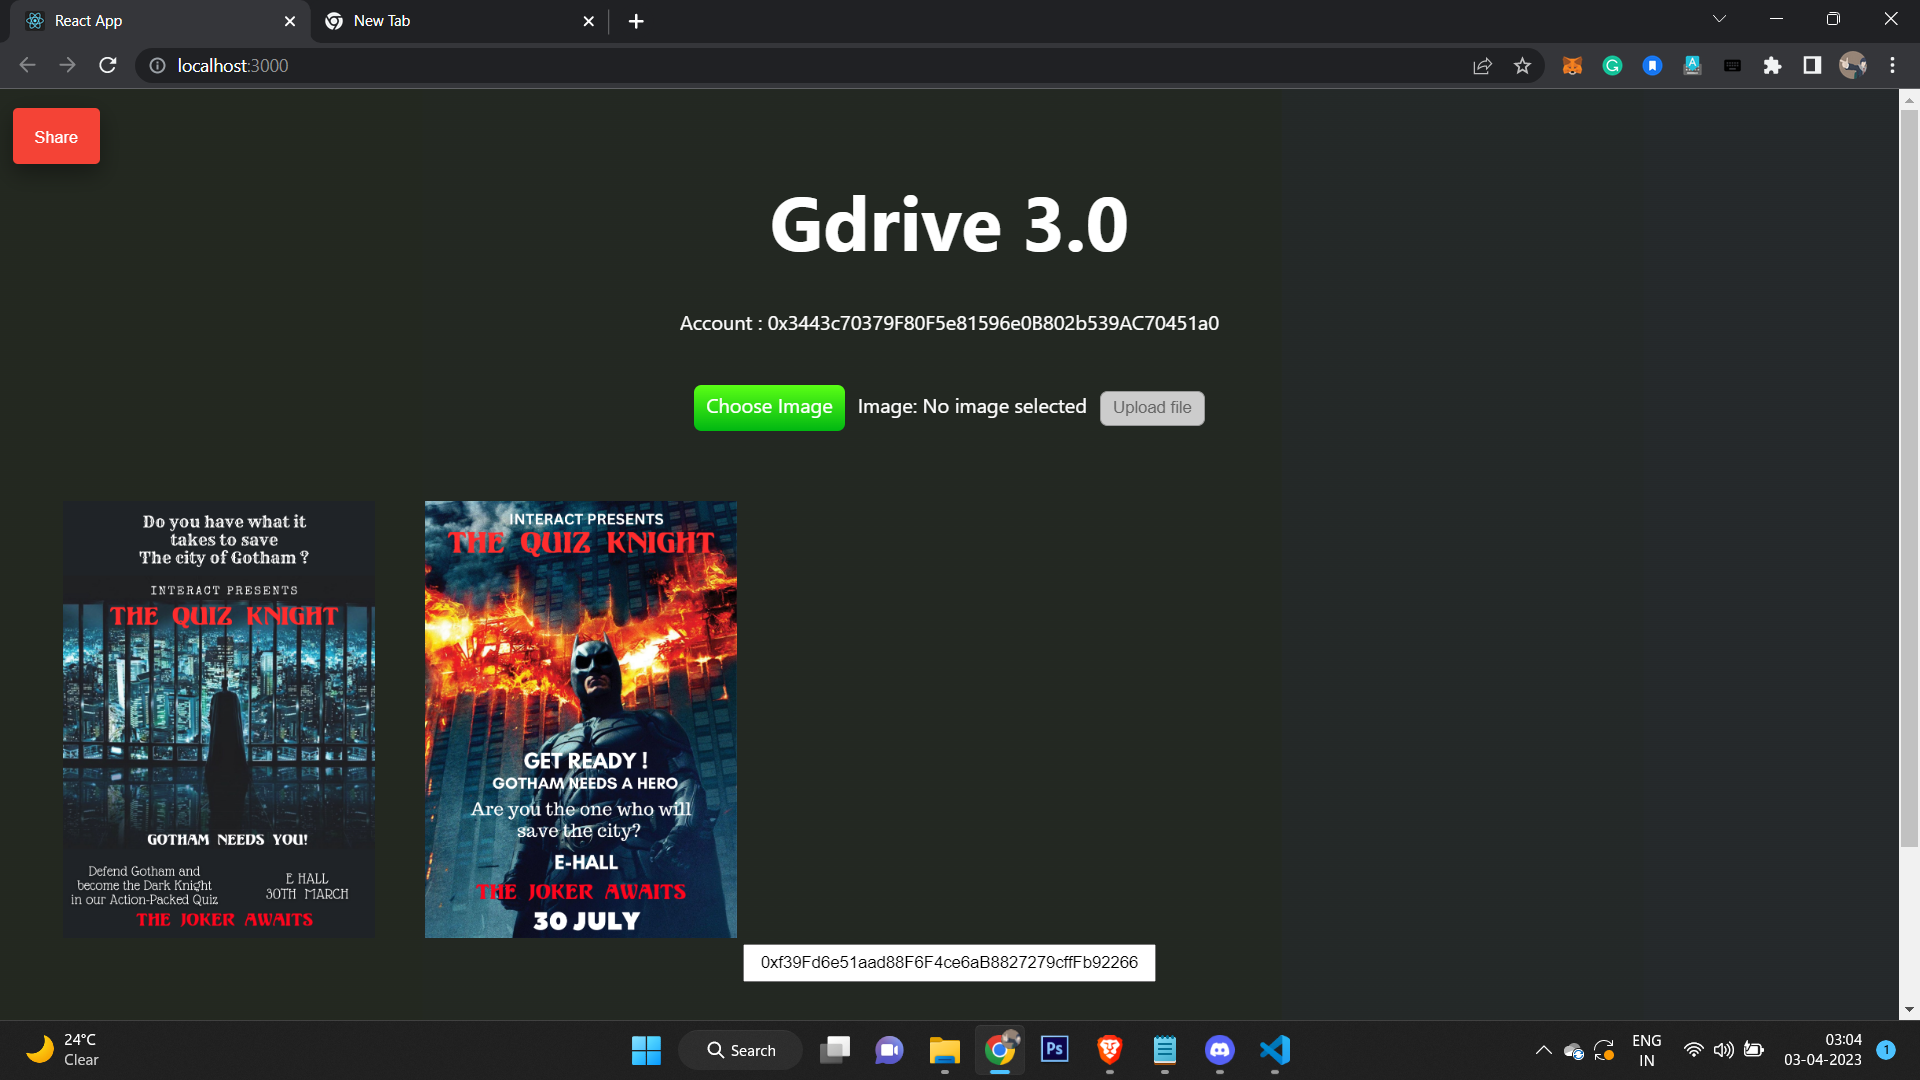 React App
New Tab
localhost:3000
Share
Gdrive 3.0
Account : 0x3443c70379F80F5e81596e0B802b539AC70451a0
Choose Image
Image: No image selected
Upload file
Do you have what it
takes to save
The city of Gotham ?
INTERACT PRESENTS
THE QUIZ KNIGHT
GOTHAM NEEDS YOU!
Defend Gotham and
become the Dark Knight
in our Action-Packed Quiz
E HALL
30TH MARCH
THE JOKER AWAITS
INTERACT PRESENTS
THE QUIZ KNIGHT
GET READY !
GOTHAM NEEDS A HERO
Are you the one who will
save the city?
E-HALL
THE JOKER AWAITS
30 JULY
0xf39Fd6e51aad88F6F4ce6aB8827279cffFb92266
24°C
Clear
Search
Ps
ENG
IN
03:04
03-04-2023
1